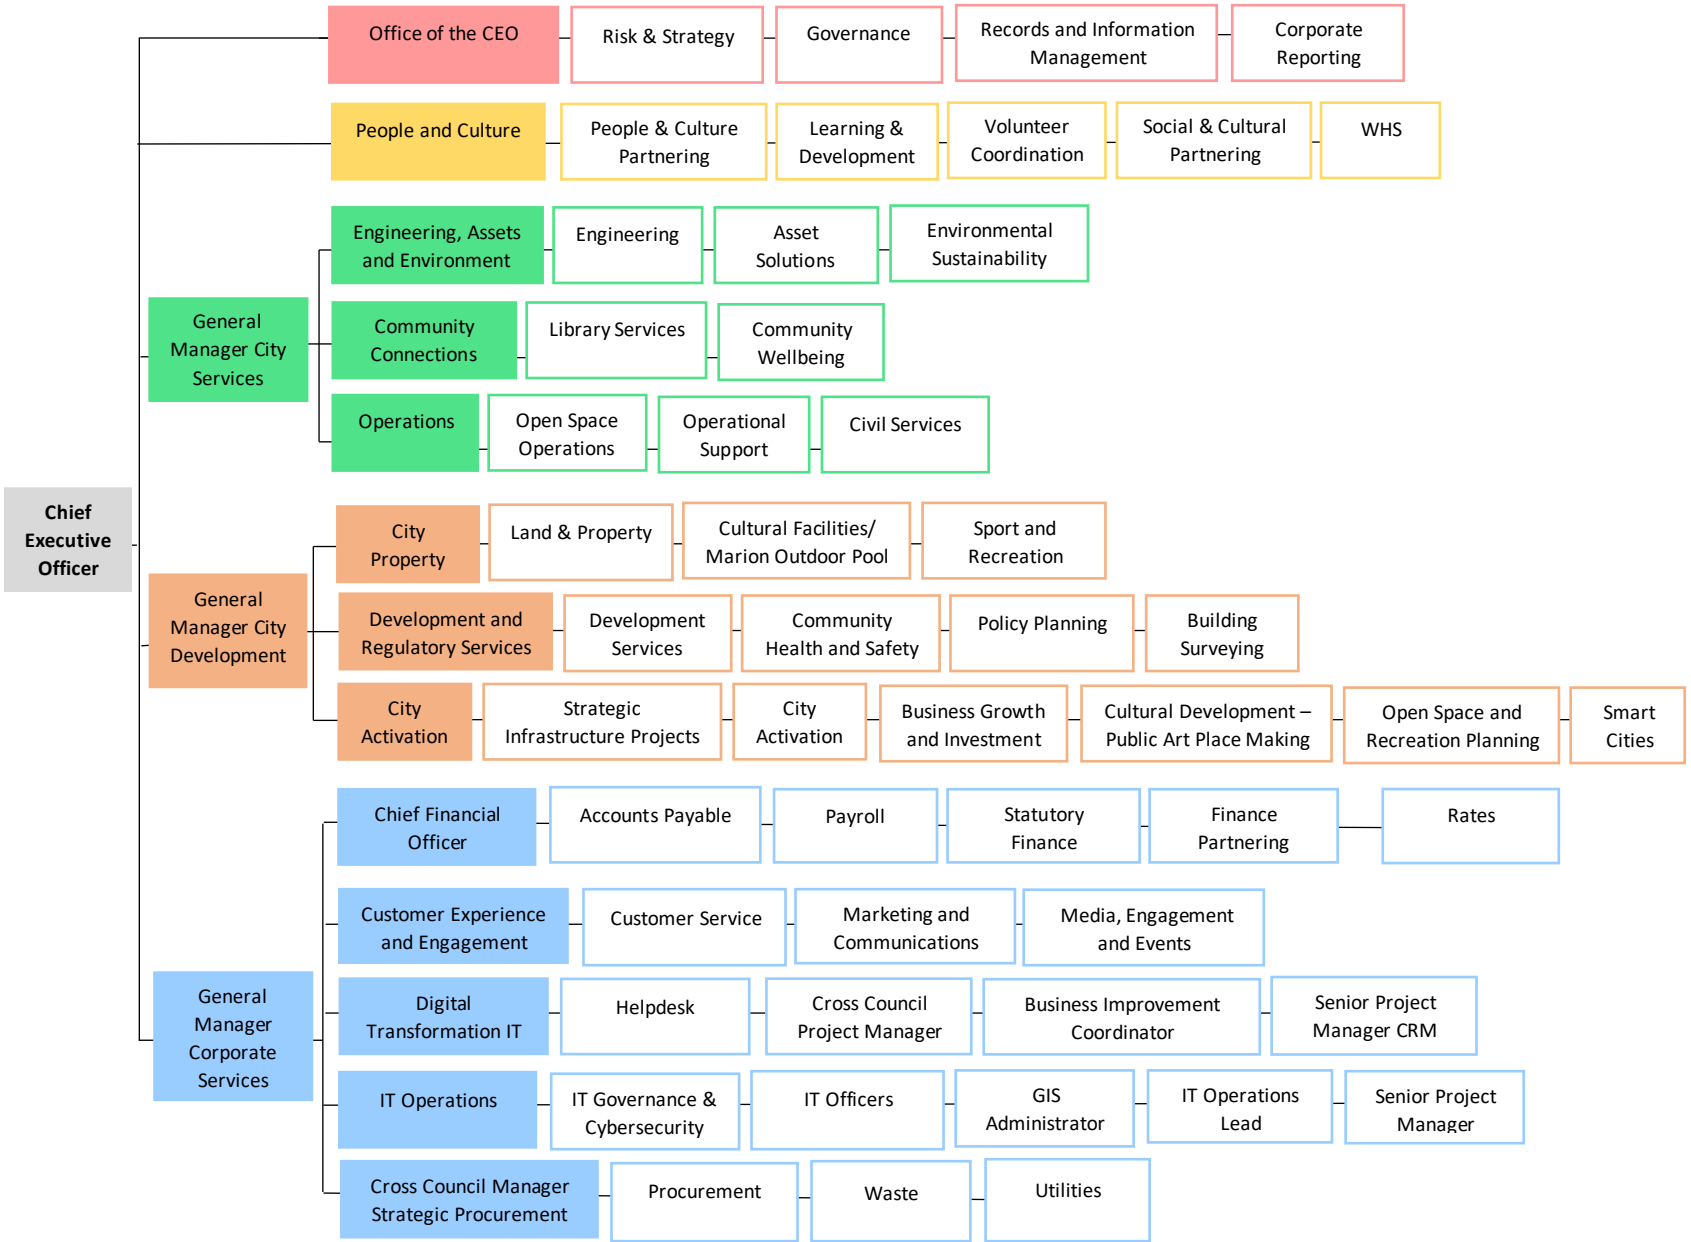 Office of the CEO
Risk & Strategy
Governance
Records and Information
Management
Corporate
Reporting
People and Culture
People & Culture
Partnering
Learning &
Development
Volunteer
Coordination
Social & Cultural
Partnering
WHS
General
Manager City
Services
Engineering, Assets
and Environment
Engineering
Asset
Solutions
Environmental
Sustainability
Community
Connections
Library Services
Community
Wellbeing
Operations
Open Space
Operations
Operational
Support
Civil Services
Chief
Executive
Officer
General
Manager City
Development
City
Property
Land & Property
Cultural Facilities/
Marion Outdoor Pool
Sport and
Recreation
Development and
Regulatory Services
Development
Services
Community
Health and Safety
Policy Planning
Building
Surveying
City
Activation
Strategic
Infrastructure Projects
City
Activation
Business Growth
and Investment
Cultural Development –
Public Art Place Making
Open Space and
Recreation Planning
Smart
Cities
General
Manager
Corporate
Services
Chief Financial
Officer
Accounts Payable
Payroll
Statutory
Finance
Finance
Partnering
Rates
Customer Experience
and Engagement
Customer Service
Marketing and
Communications
Media, Engagement
and Events
Digital
Transformation IT
Helpdesk
Cross Council
Project Manager
Business Improvement
Coordinator
Senior Project
Manager CRM
IT Operations
IT Governance &
Cybersecurity
IT Officers
GIS
Administrator
IT Operations
Lead
Senior Project
Manager
Cross Council Manager
Strategic Procurement
Procurement
Waste
Utilities